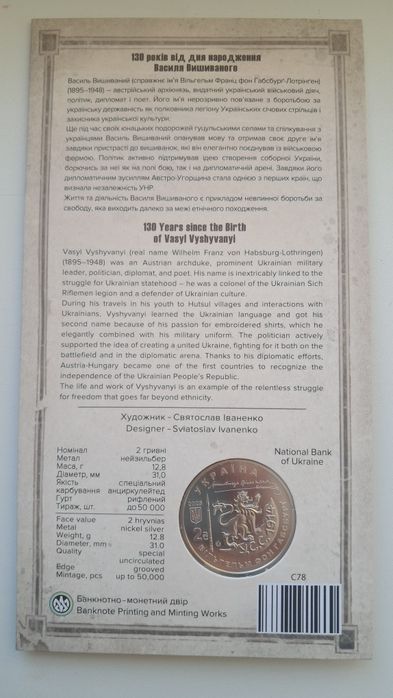 130 років від дня народження
Василя Вишиваного
Василь Вишиваний (справжнє ім'я Вільгельм Франц фон Габсбург-Лотрінґен)
(1895–1948) – австрійський архікнязь, видатний український військовий діяч,
політик, дипломат і поет. Його ім'я нерозривно пов'язане з боротьбою за
українську державність як полковника легіону Українських січових стрільців і
захисника української культури.
Ще під час своїх юнацьких подорожей гуцульськими селами та спілкування з
українцями Василь Вишиваний опанував мову та отримав своє друге ім'я
завдяки пристрасті до вишиванок, які він елегантно поєднував із військовою
формою. Політик активно підтримував ідею створення соборної України,
борючись за неї як на полі бою, так і на дипломатичній арені. Завдяки його
дипломатичним зусиллям Австро-Угорщина стала однією з перших країн, що
визнала незалежність УНР.
Життя та діяльність Василя Вишиваного є прикладом невпинної боротьби за
свободу, яка виходить далеко за межі етнічного походження.
130 Years since the Birth
of Vasyl Vyshyvanyi
Vasyl Vyshyvanyi (real name Wilhelm Franz von Habsburg-Lothringen)
(1895–1948) was an Austrian archduke, prominent Ukrainian military
leader, politician, diplomat, and poet. His name is inextricably linked to the
struggle for Ukrainian statehood – he was a colonel of the Ukrainian Sich
Riflemen legion and a defender of Ukrainian culture.
During his travels in his youth to Hutsul villages and interactions with
Ukrainians, Vyshyvanyi learned the Ukrainian language and got his
second name because of his passion for embroidered shirts, which he
elegantly combined with his military uniform. The politician actively
supported the idea of creating a united Ukraine, fighting for it both on the
battlefield and in the diplomatic arena. Thanks to his diplomatic efforts,
Austria-Hungary became one of the first countries to recognize the
independence of the Ukrainian People's Republic.
The life and work of Vyshyvanyi is an example of the relentless struggle
for freedom that goes far beyond ethnicity.
Художник – Святослав Іваненко
Designer – Sviatoslav Ivanenko
Номінал 2 гривні
Метал нейзильбер
Маса, г 12,8
Діаметр, мм 31,0
Якість спеціальний
карбування анциркулейтед
Гурт рифлений
Тираж, шт. до 50 000
Face value 2 hryvnias
Metal nickel silver
Weight, g 12.8
Diameter, mm 31.0
Quality special
uncirculated
Edge grooved
Mintage, pcs up to 50,000
National Bank
of Ukraine
УКРАЇНА
2₴
У.С.С. 1914
ВІЛЬГЕЛЬМ ФОН ГАБСБУРГ
С78
Банкнотно-монетний двір
Banknote Printing and Minting Works